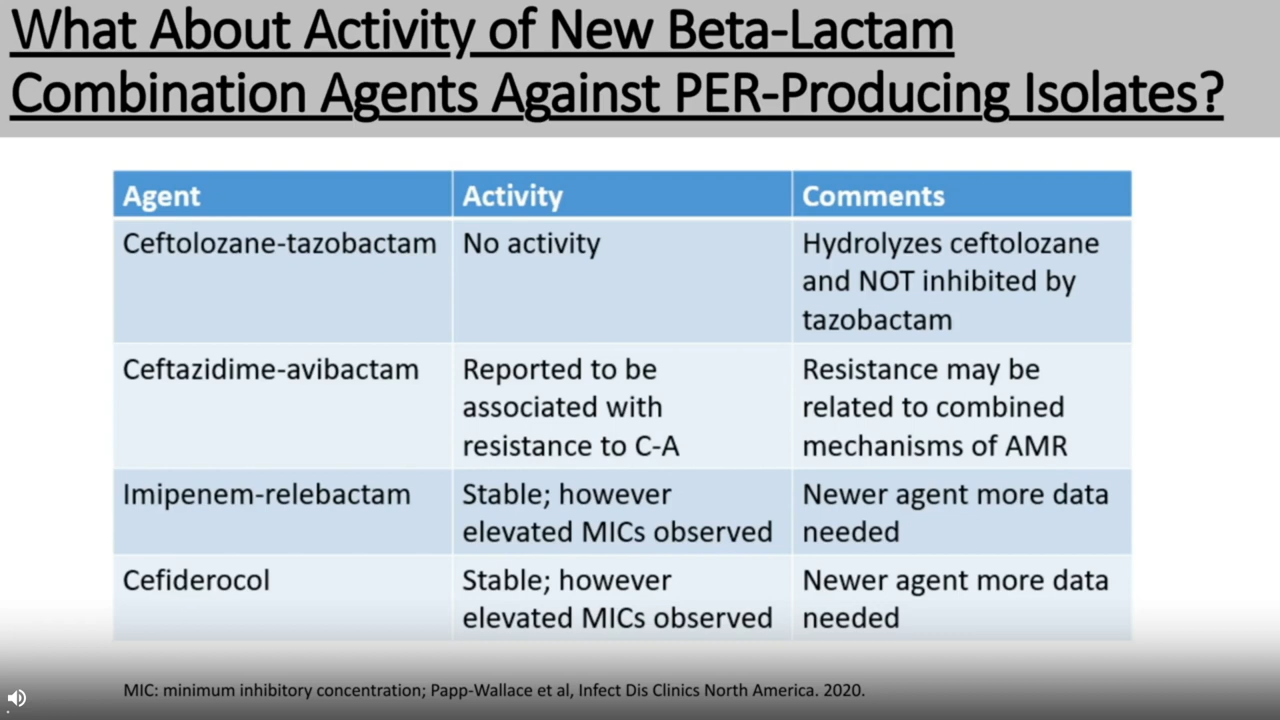 What About Activity of New Beta-Lactam
Combination Agents Against PER-Producing Isolates?
Agent
Activity
Comments
Ceftolozane-tazobactam
No activity
Hydrolyzes ceftolozane
and NOT inhibited by
tazobactam
Ceftazidime-avibactam
Reported to be
associated with
resistance to C-A
Resistance may be
related to combined
mechanisms of AMR
Imipenem-relebactam
Stable; however
elevated MICs observed
Newer agent more data
needed
Cefiderocol
Stable; however
elevated MICs observed
Newer agent more data
needed
MIC: minimum inhibitory concentration; Papp-Wallace et al, Infect Dis Clinics North America. 2020.